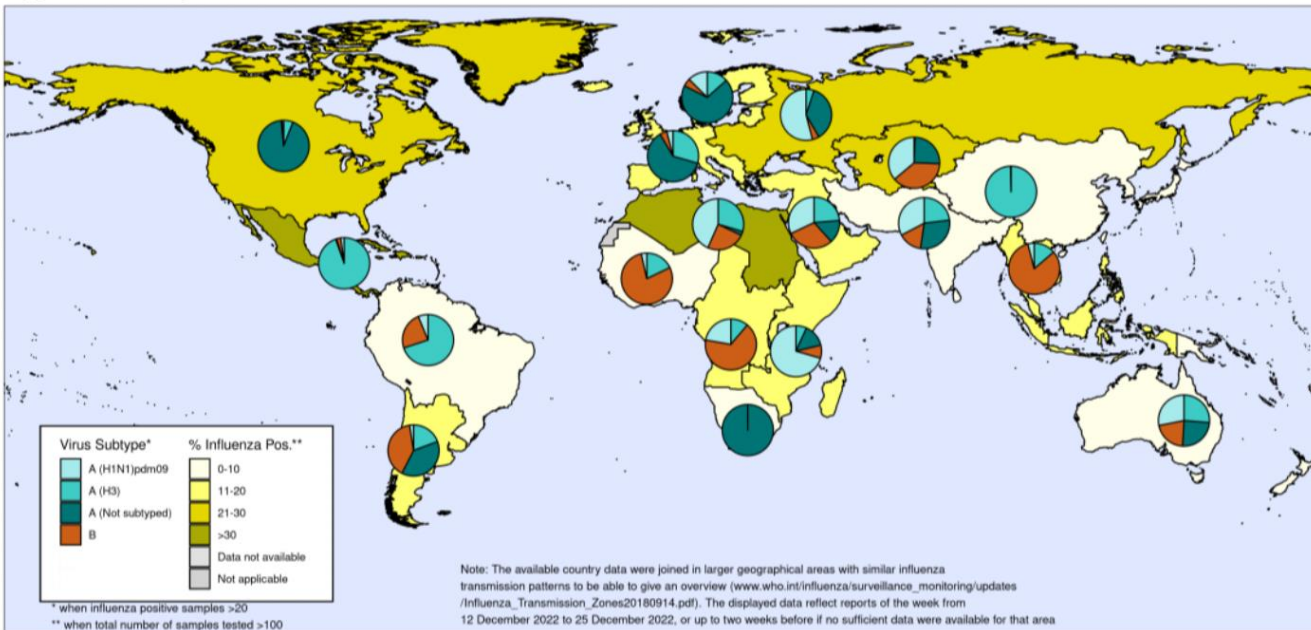 Virus Subtype*
A (H1N1)pdm09
A (H3)
A (Not subtyped)
B
% Influenza Pos.**
0-10
11-20
21-30
>30
Data not available
Not applicable
* when influenza positive samples >20
** when total number of samples tested >100
Note: The available country data were joined in larger geographical areas with similar influenza
transmission patterns to be able to give an overview (www.who.int/influenza/surveillance_monitoring/updates
/Influenza_Transmission_Zones20180914.pdf). The displayed data reflect reports of the week from
12 December 2022 to 25 December 2022, or up to two weeks before if no sufficient data were available for that area